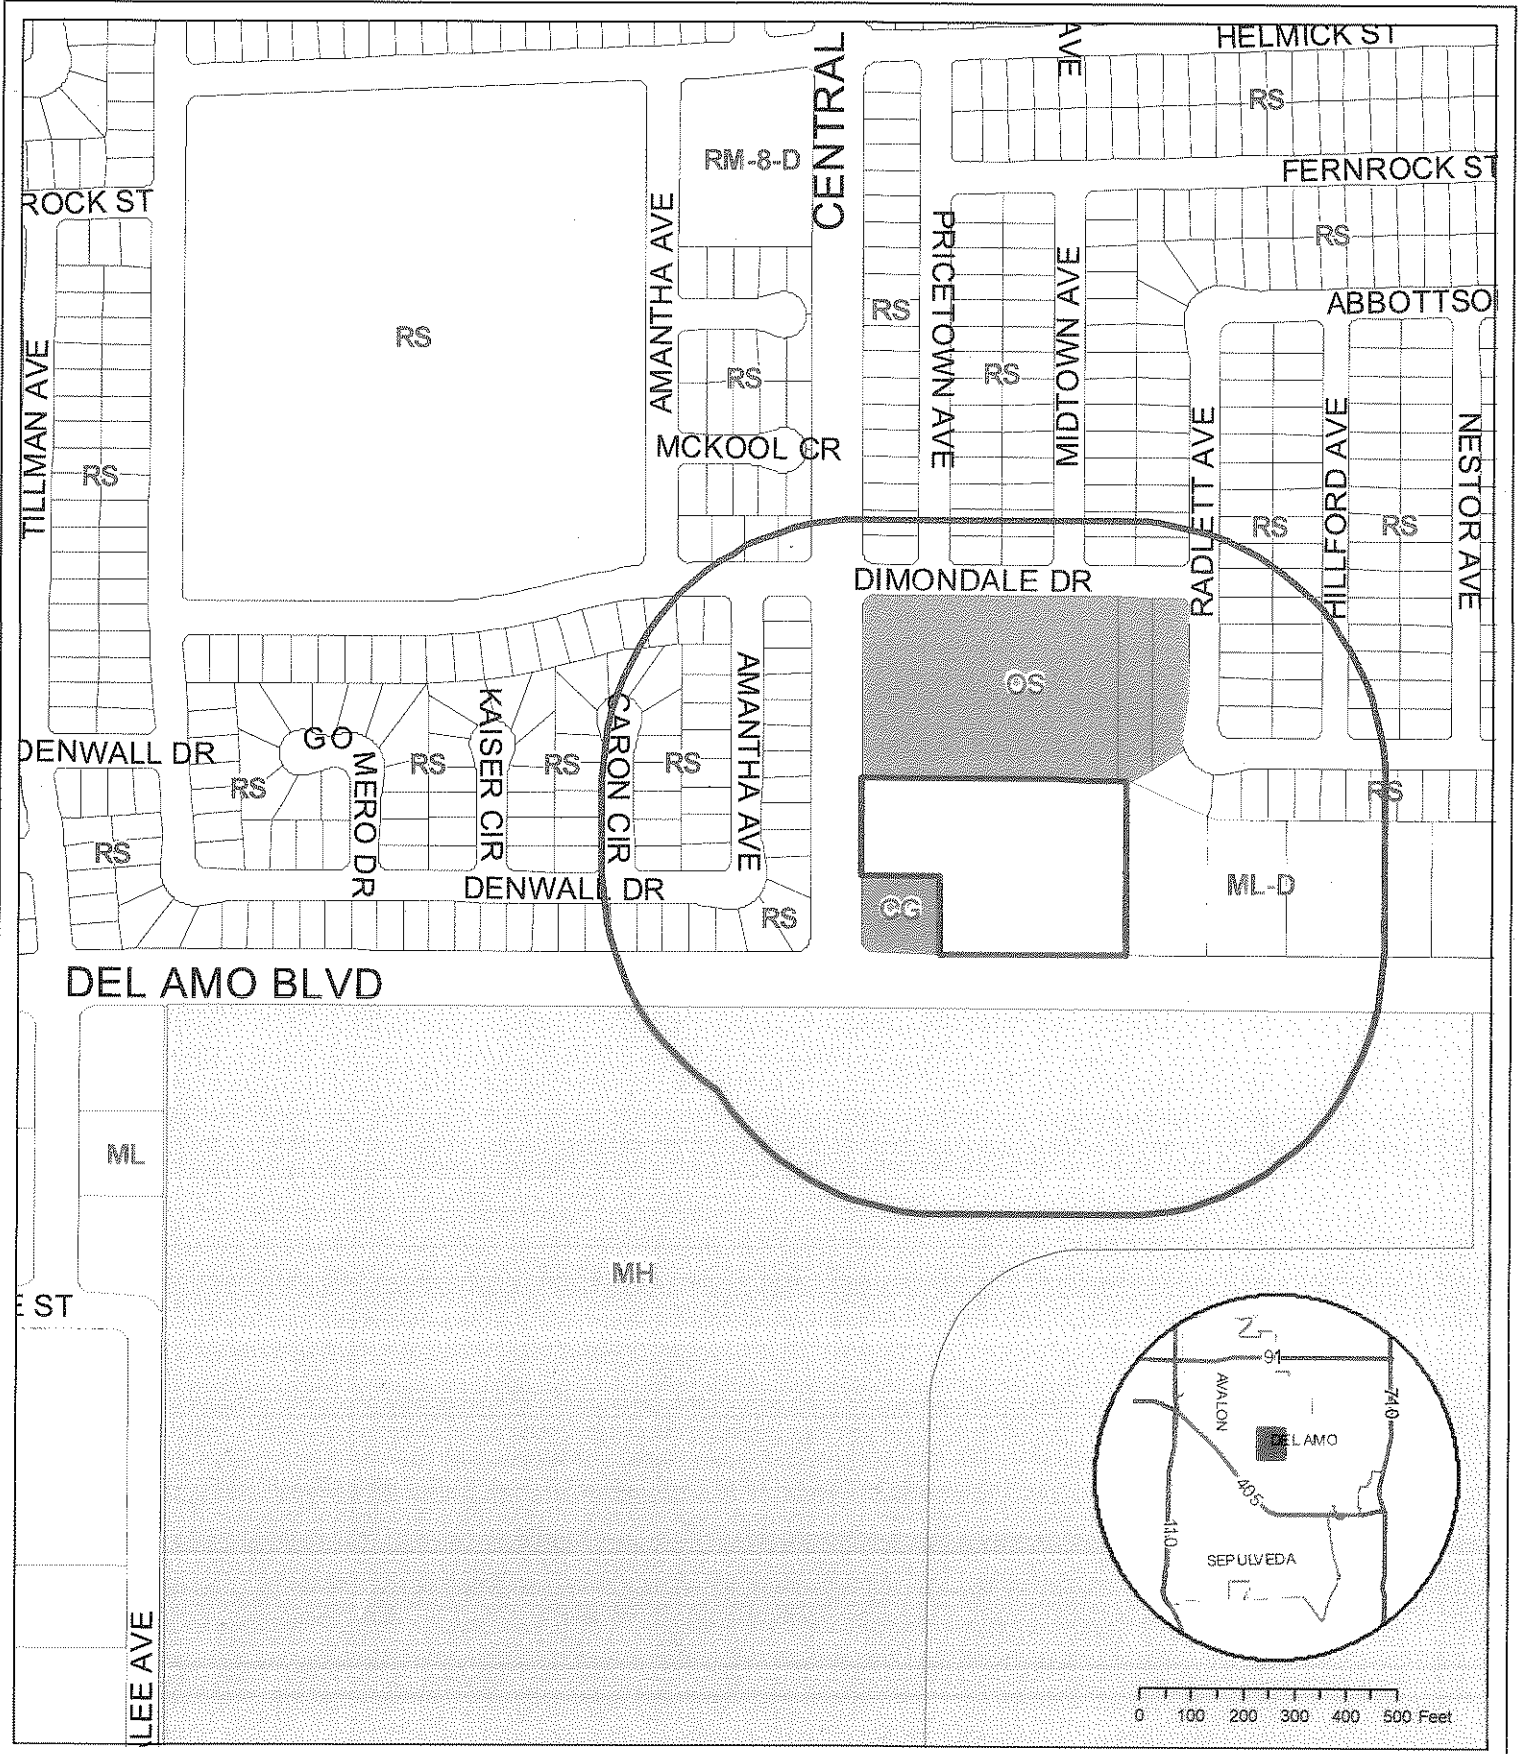 HELMICK ST
AVE
CENTRAL
RS
RM-8-D
FERNROCK ST
ROCK ST
AMANTHA AVE
PRICETOWN AVE
RS
MIDTOWN AVE
ABBOTTSO
RS
RS
TILLMAN AVE
RS
RS
RADLETT AVE
HILLFORD AVE
NESTOR AVE
MCKOOL CR
RS
RS
RS
DIMONDALE DR
OS
AMANTHA AVE
KAISER CIR
CARON CIR
GO
MERO DR
DENWALL DR
RS
RS
RS
RS
RS
RS
DENWALL DR
ML-D
CG
RS
DEL AMO BLVD
ML
MH
E ST
91
AVALON
710
DEL AMO
405
110
SEPULVEDA
LEE AVE
0 100 200 300 400 500 Feet